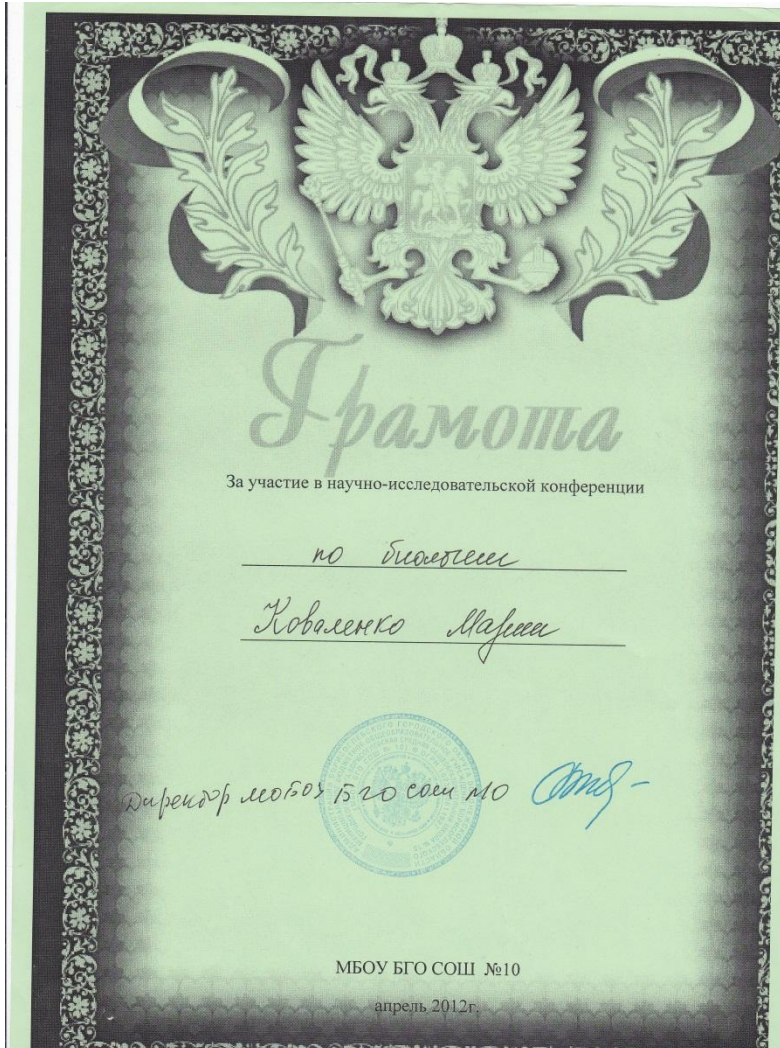 Грамота
За участие в научно-исследовательской конференции
по биологии
Коваленко Марии
Директор МОБОУ БГО СОШ №10
МБОУ БГО СОШ №10
апрель 2012г.